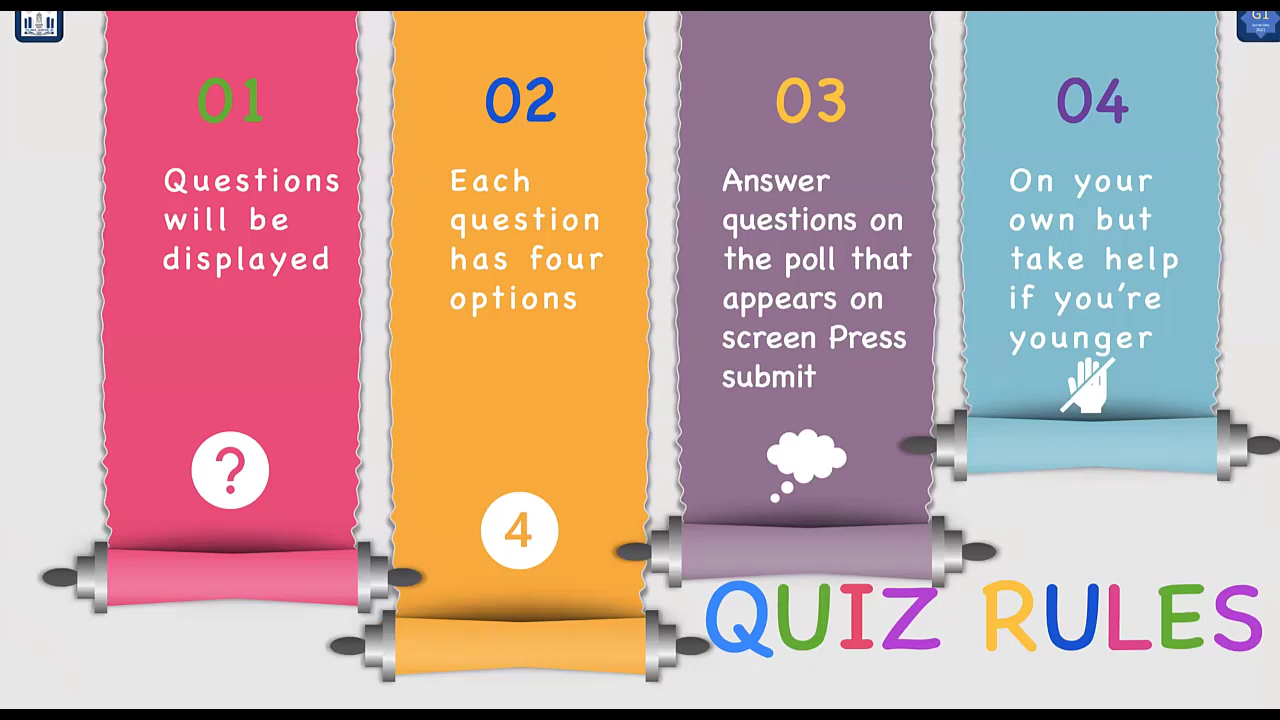 G1
01
Questions
will be
displayed
?
02
Each
question
has four
options
4
03
Answer
questions on
the poll that
appears on
screen Press
submit
04
On your
own but
take help
if you’re
younger
QUIZ RULES